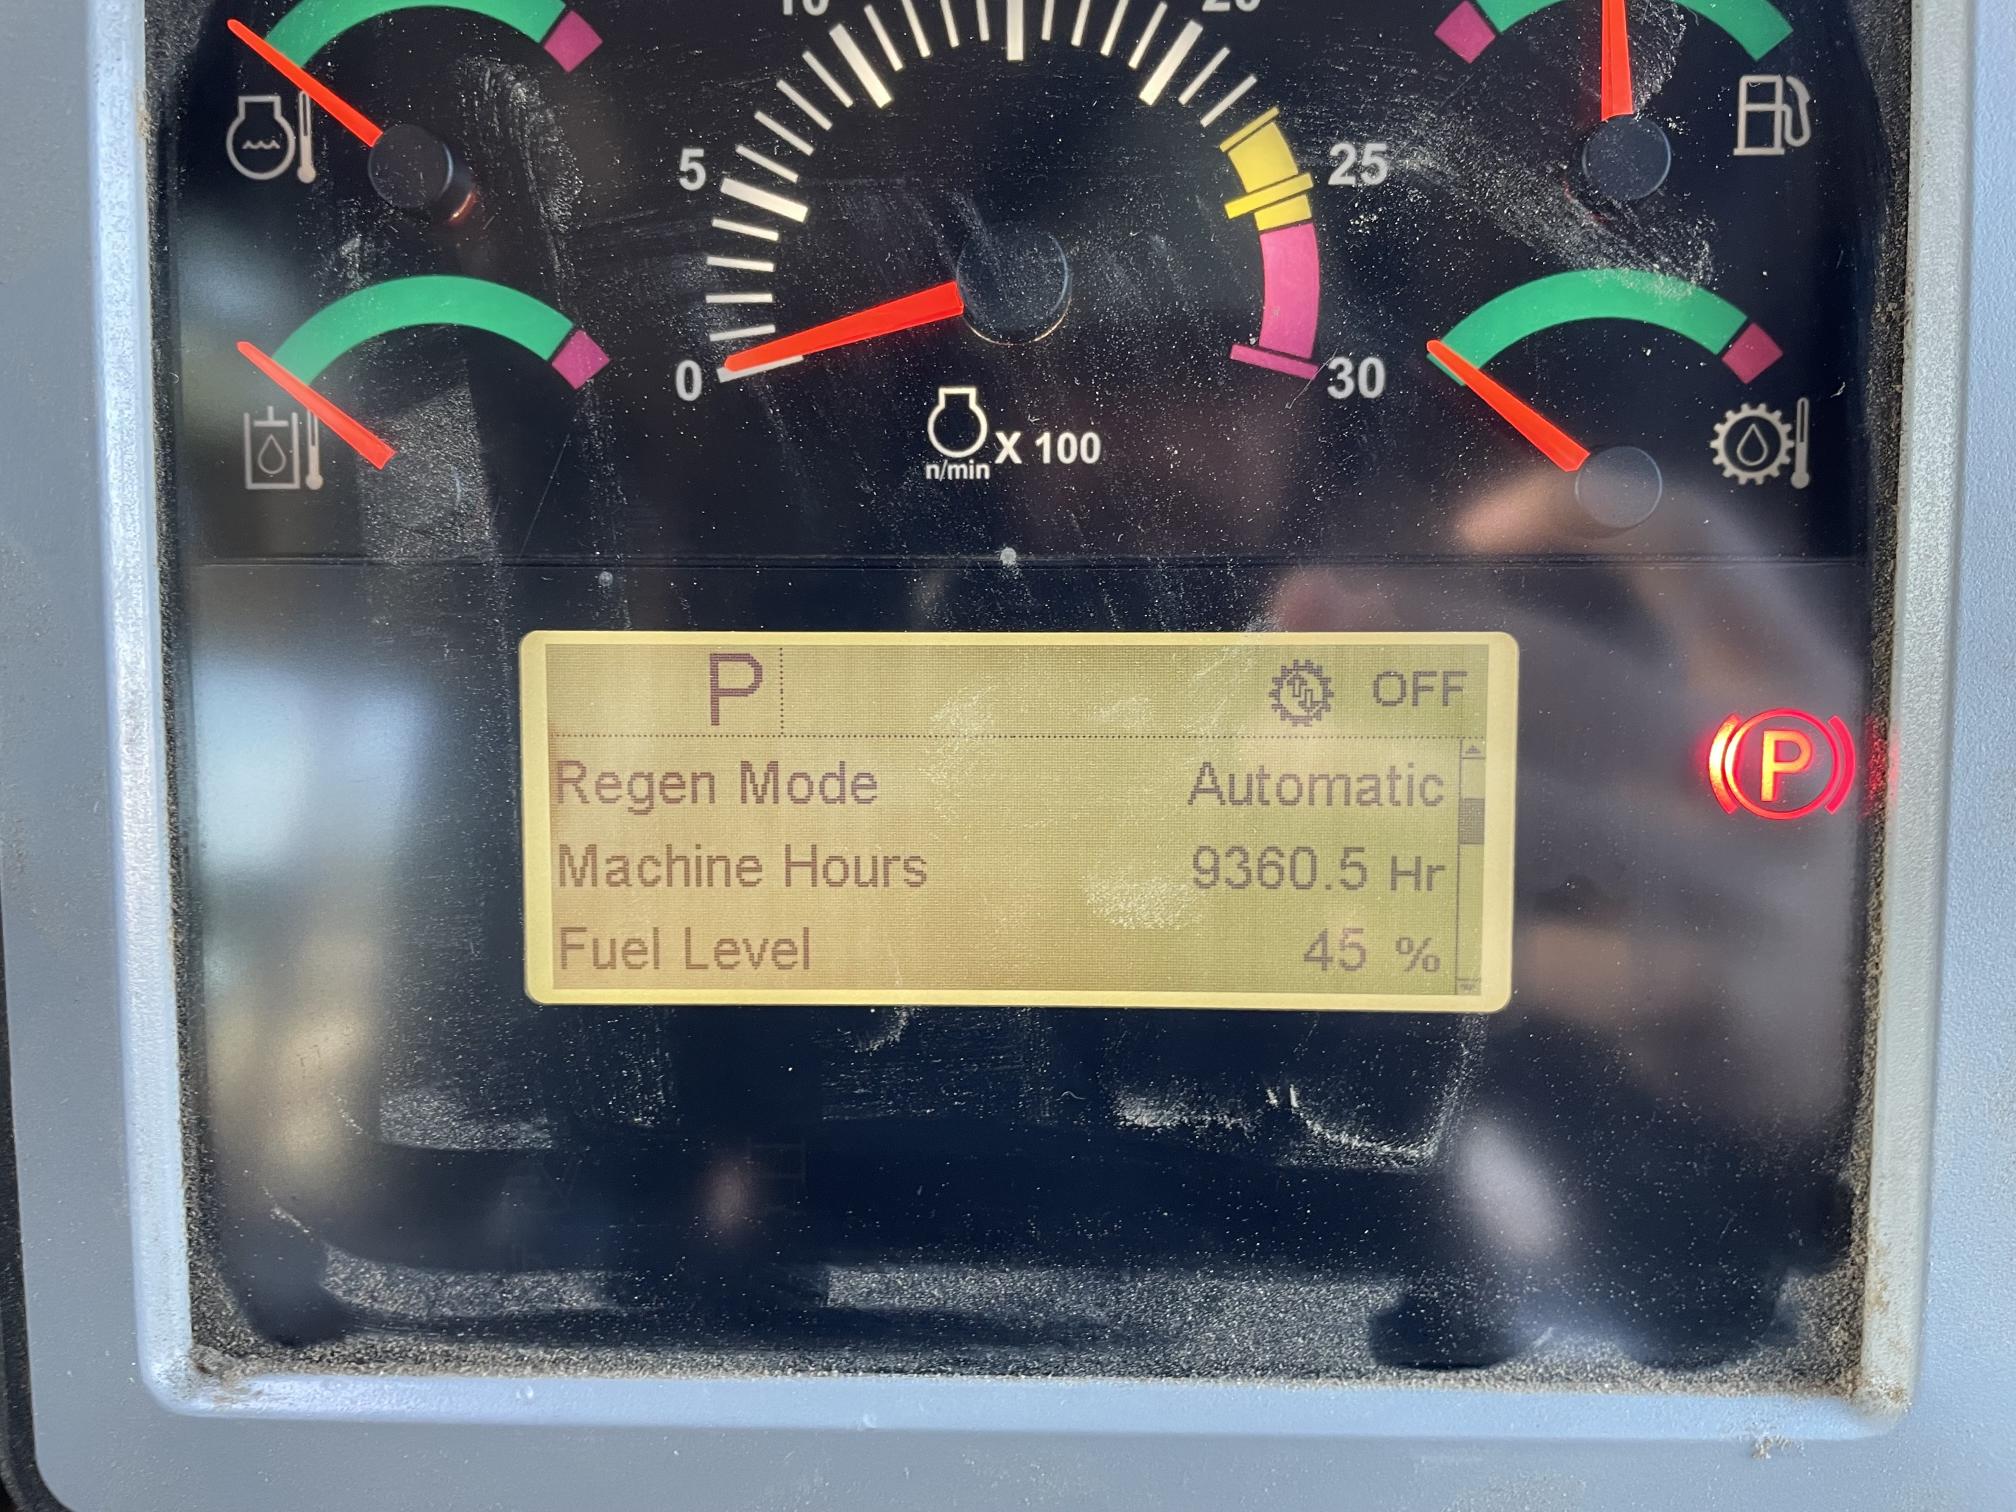 5
25
0
30
n/min X 100
P OFF
Regen Mode Automatic
Machine Hours 9360.5 Hr
Fuel Level 45 %
P